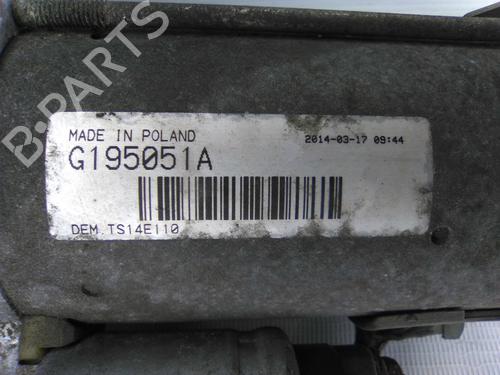 B-PARTS
MADE IN POLAND
2014-03-17 09:44
G195051A
DEM.TS14E110